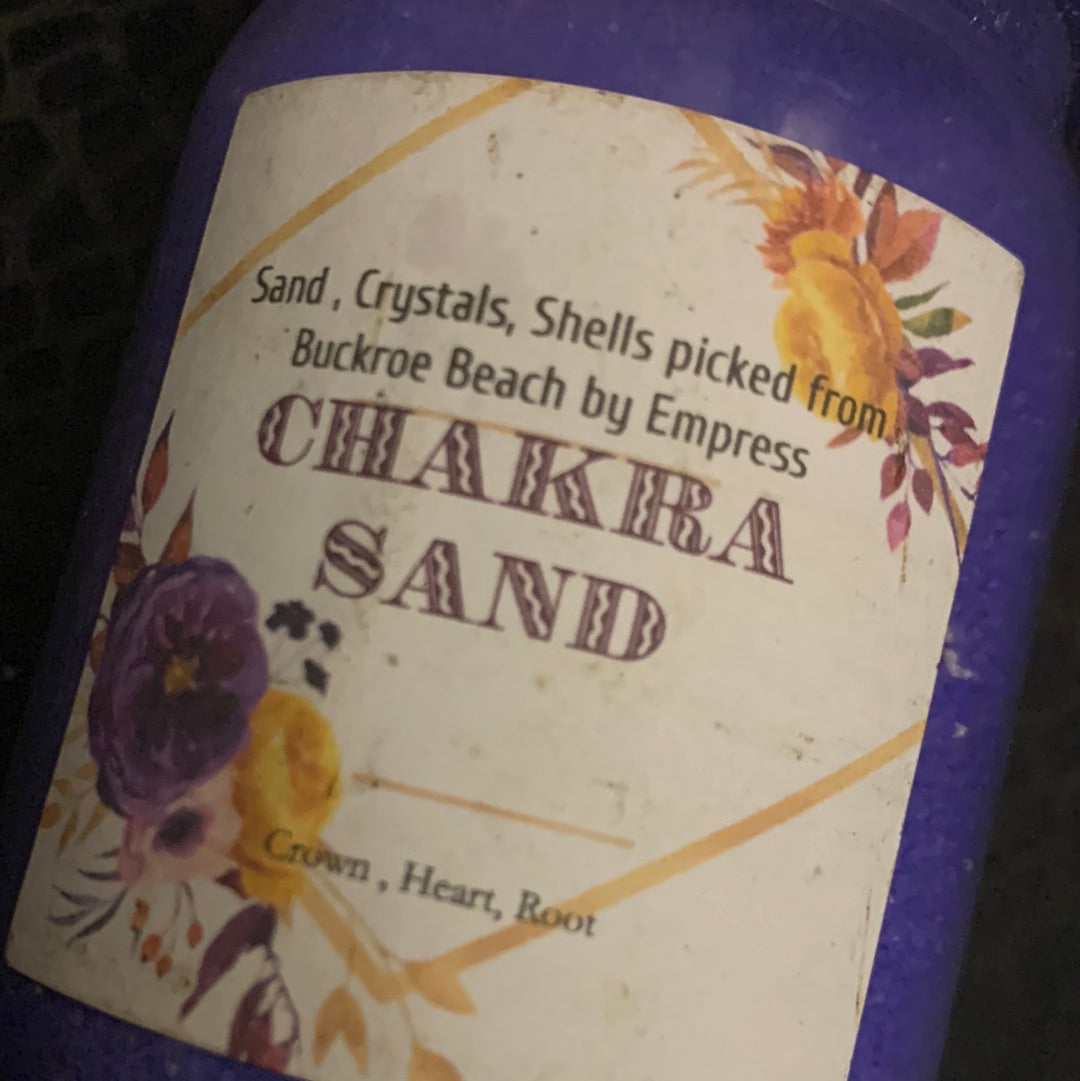 Sand , Crystals, Shells picked from
Buckroe Beach by Empress
CHAKRA
SAND
Crown , Heart, Root